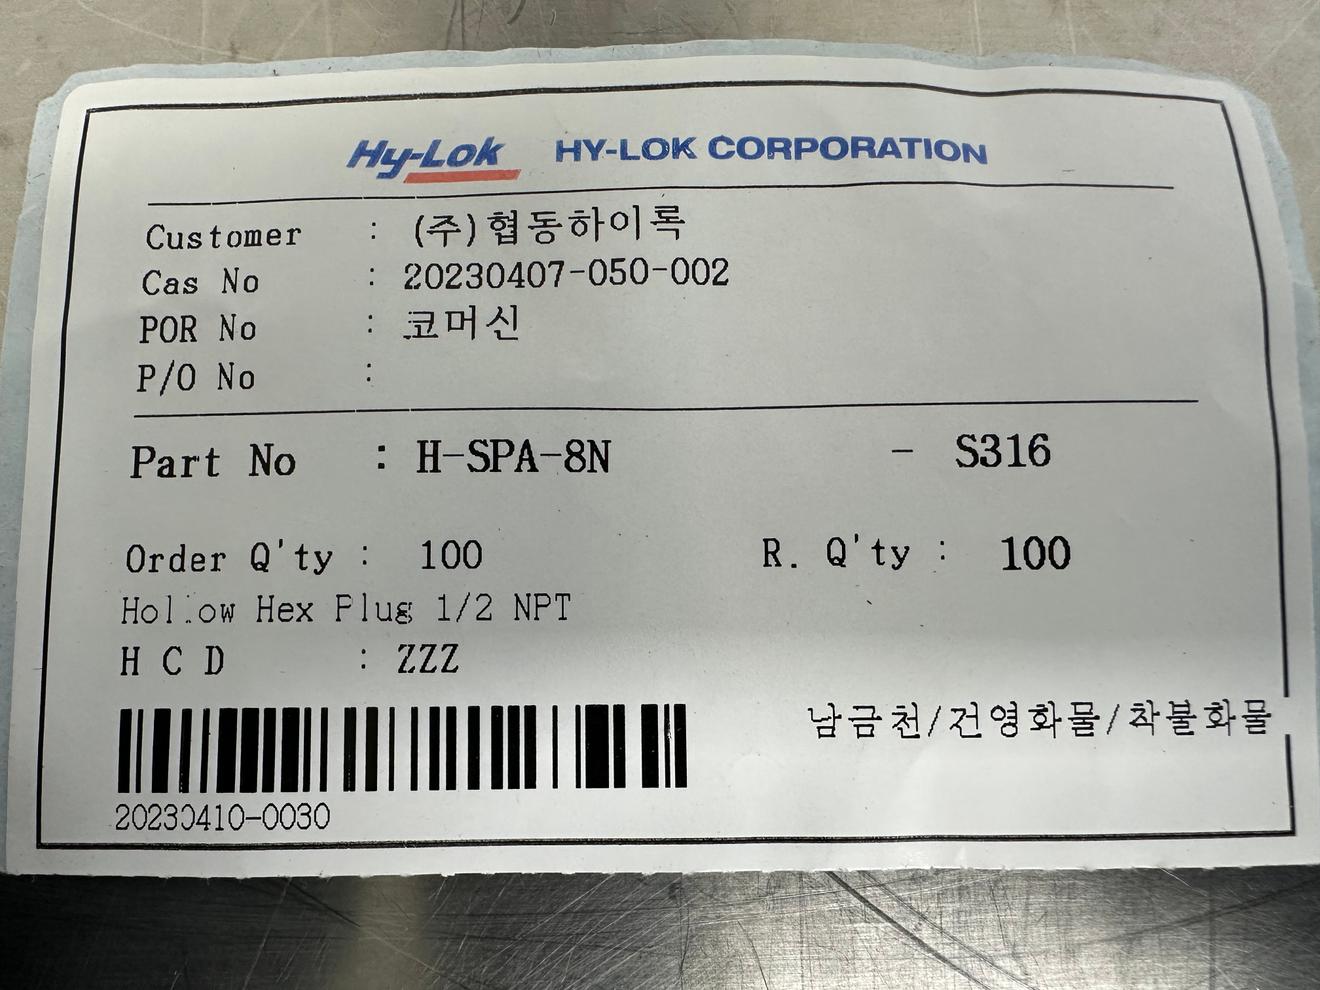 Hy-Lok HY-LOK CORPORATION
Customer : (주)협동하이록
Cas No : 20230407-050-002
POR No : 코머신
P/O No :
Part No : H-SPA-8N - S316
Order Q'ty : 100 R. Q'ty : 100
Hollow Hex Plug 1/2 NPT
H C D : ZZZ
남금천/건영화물/착불화물
20230410-0030